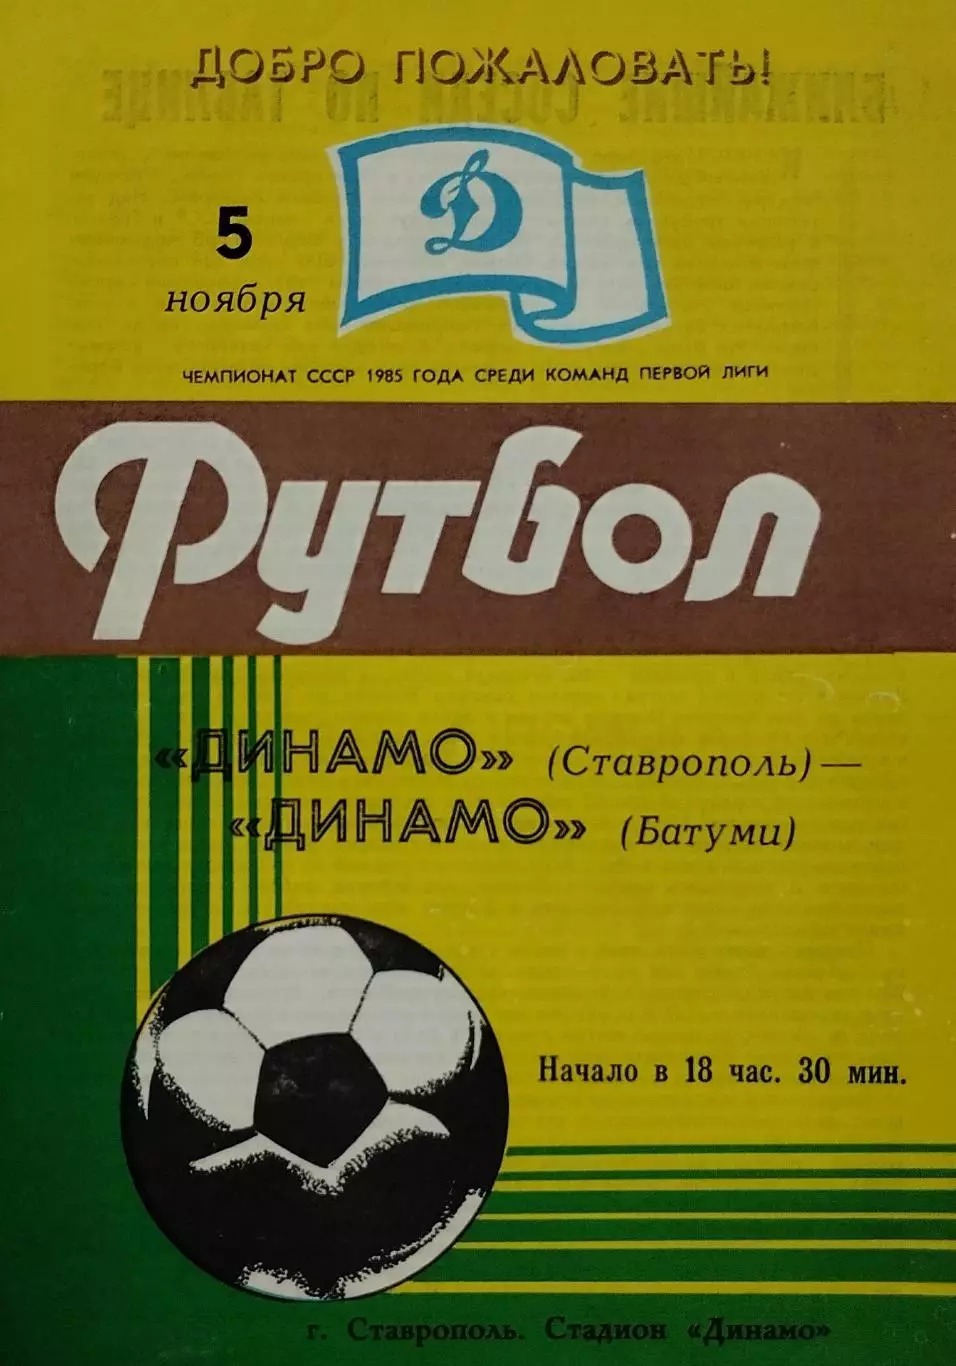 ДОБРО ПОЖАЛОВАТЬ!
Д
5
ноября
ЧЕМПИОНАТ СССР 1985 ГОДА СРЕДИ КОМАНД ПЕРВОЙ ЛИГИ
Футбол
«ДИНАМО» (Ставрополь) —
«ДИНАМО» (Батуми)
Начало в 18 час. 30 мин.
г. Ставрополь. Стадион «Динамо»